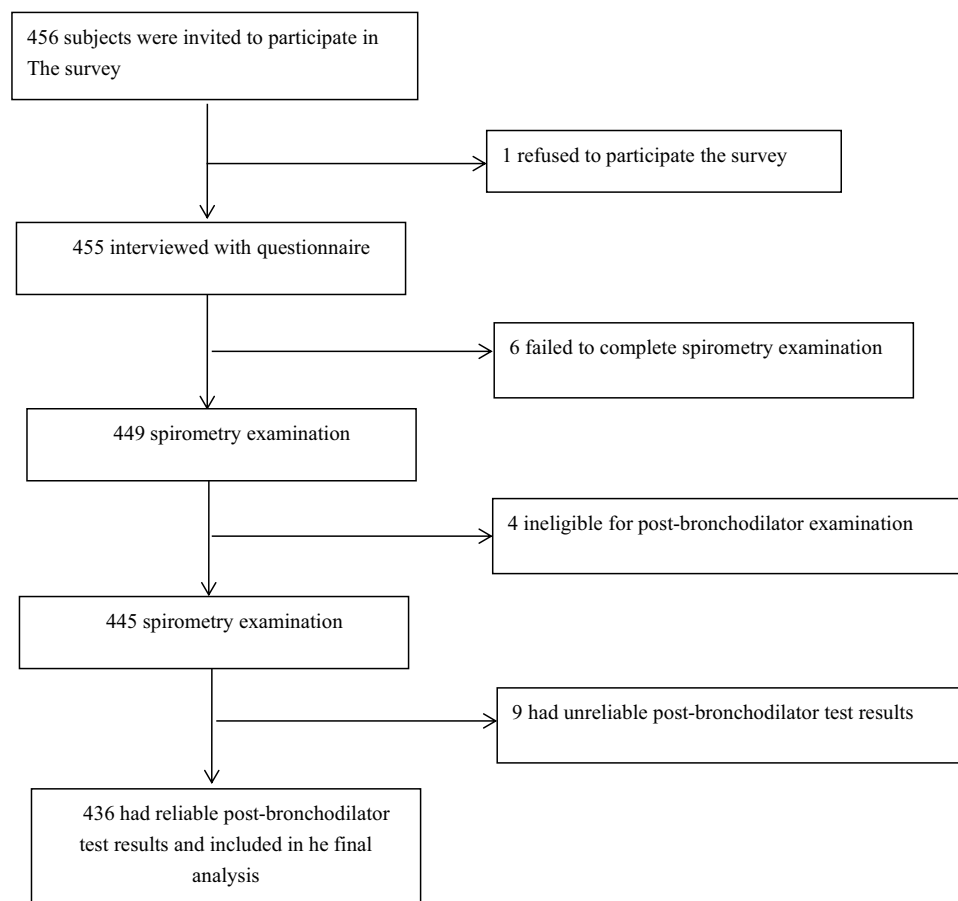 456 subjects were invited to participate in
The survey
1 refused to participate the survey
455 interviewed with questionnaire
6 failed to complete spirometry examination
449 spirometry examination
4 ineligible for post-bronchodilator examination
445 spirometry examination
9 had unreliable post-bronchodilator test results
436 had reliable post-bronchodilator
test results and included in he final
analysis